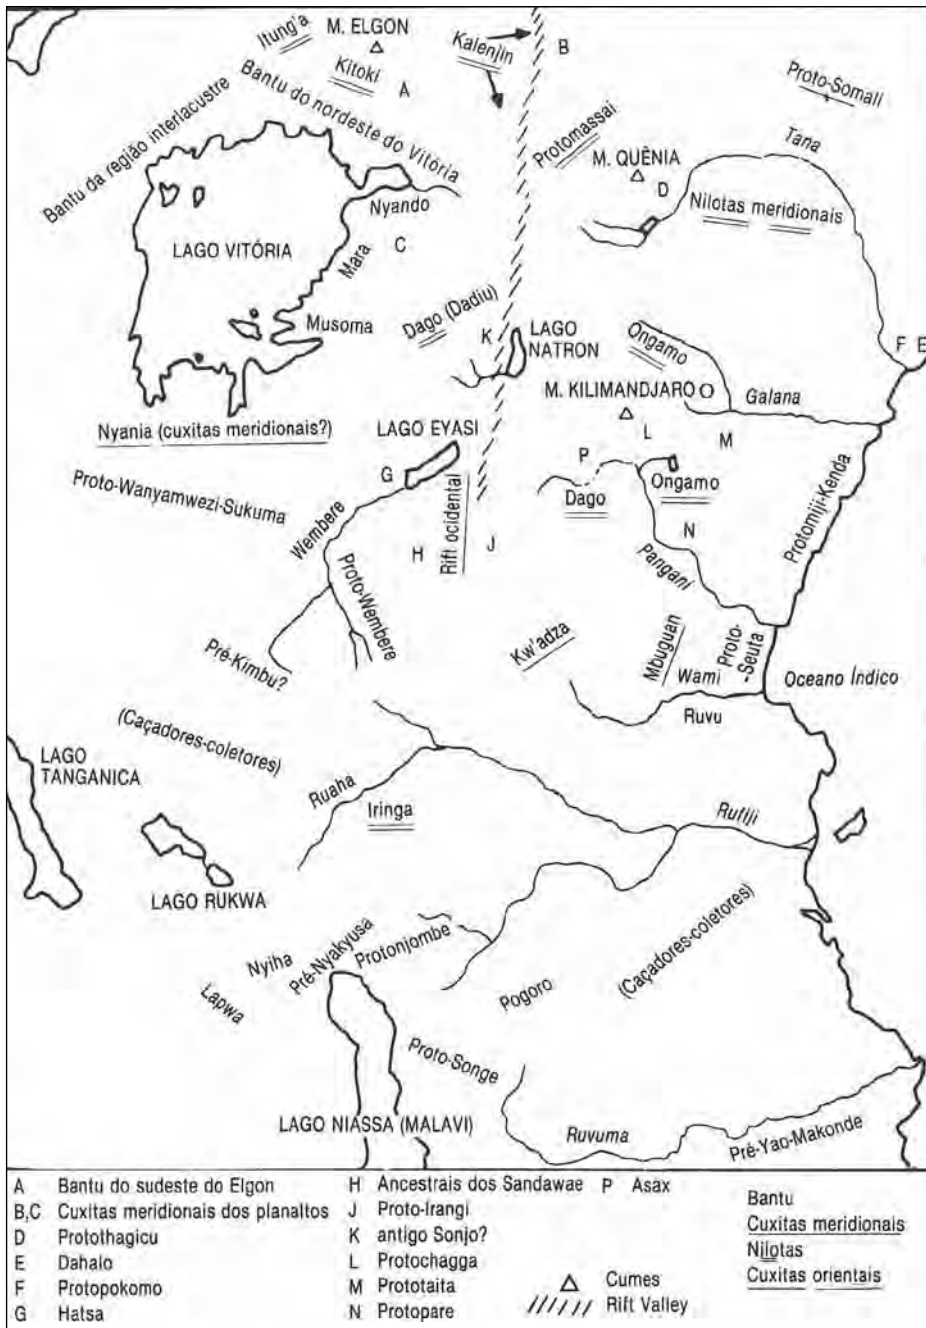 Itung'a
M. ELGON
Kalenjin
B
Kitoki
A
Bantu do nordeste do Vitória
Bantu da região interlacustre
Proto-Somali
Tana
Protomassai
M. QUÊNIA
D
Nilotas meridionais
Nyando
LAGO VITÓRIA
Mara
C
Musoma
Dago (Dadiu)
K
LAGO
NATRON
Ongamo
F E
M. KILIMANDJARO
Galana
Nyania (cuxitas meridionais?)
LAGO EYASI
L
M
P
G
Ongamo
Dago
Proto-Wanyamwezi-Sukuma
Wembere
Rift ocidental
Protomiji-Kenda
H
J
N
Pangani
Proto-Wembere
Pré-Kimbu?
Kw'adza
Mbuguan
Proto-
-Seuta
Wami
Oceano Índico
Ruvu
(Caçadores-coletores)
LAGO
TANGANICA
Ruaha
Iringa
Rufiji
LAGO RUKWA
Nyiha
Pré-Nyakyusa
Protonjombe
(Caçadores-coletores)
Lapwa
Pogoro
Proto-Songe
LAGO NIASSA (MALAVI)
Ruvuma
Pré-Yao-Makonde
A Bantu do sudeste do Elgon
B,C Cuxitas meridionais dos planaltos
D Protothagicu
E Dahalo
F Protopokomo
G Hatsa
H Ancestrais dos Sandawae
J Proto-Irangi
K antigo Sonjo?
L Protochagga
M Prototaita
N Protopare
P Asax
Cumes
Rift Valley
Bantu
Cuxitas meridionais
Nilotas
Cuxitas orientais